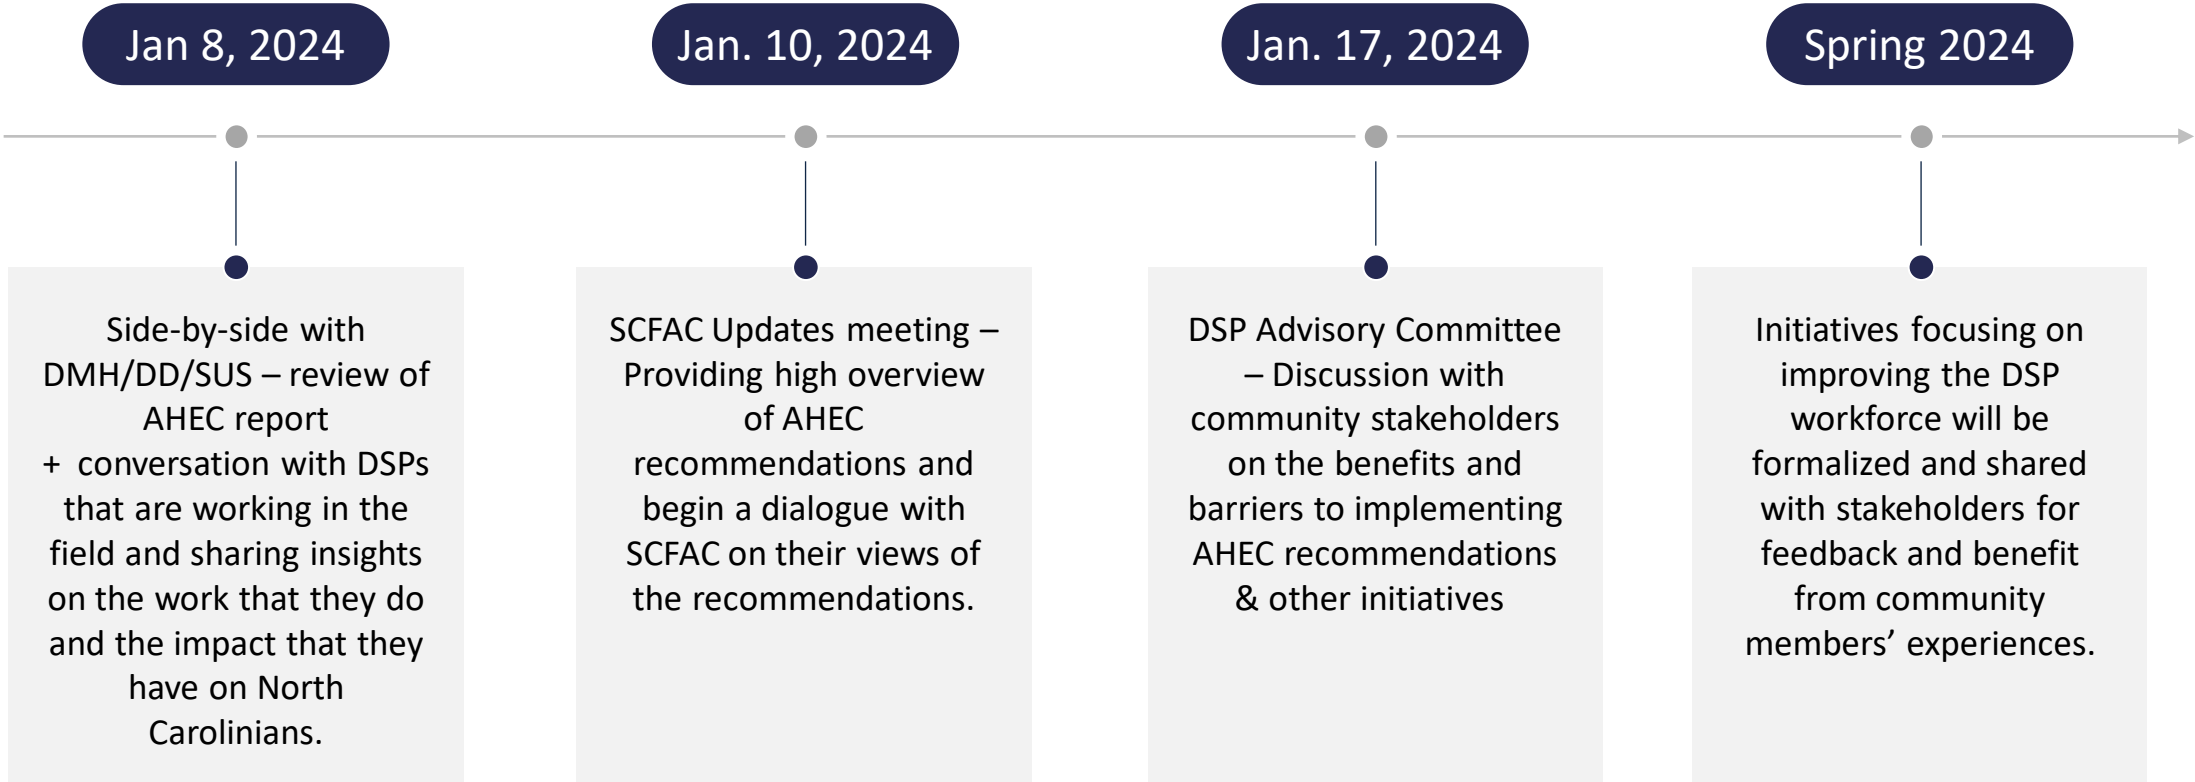 Jan 8, 2024
Jan. 10, 2024
Jan. 17, 2024
Spring 2024
Side-by-side with
DMH/DD/SUS – review of
AHEC report
+ conversation with DSPs
that are working in the
field and sharing insights
on the work that they do
and the impact that they
have on North
Carolinians.
SCFAC Updates meeting –
Providing high overview
of AHEC
recommendations and
begin a dialogue with
SCFAC on their views of
the recommendations.
DSP Advisory Committee
– Discussion with
community stakeholders
on the benefits and
barriers to implementing
AHEC recommendations
& other initiatives
Initiatives focusing on
improving the DSP
workforce will be
formalized and shared
with stakeholders for
feedback and benefit
from community
members’ experiences.